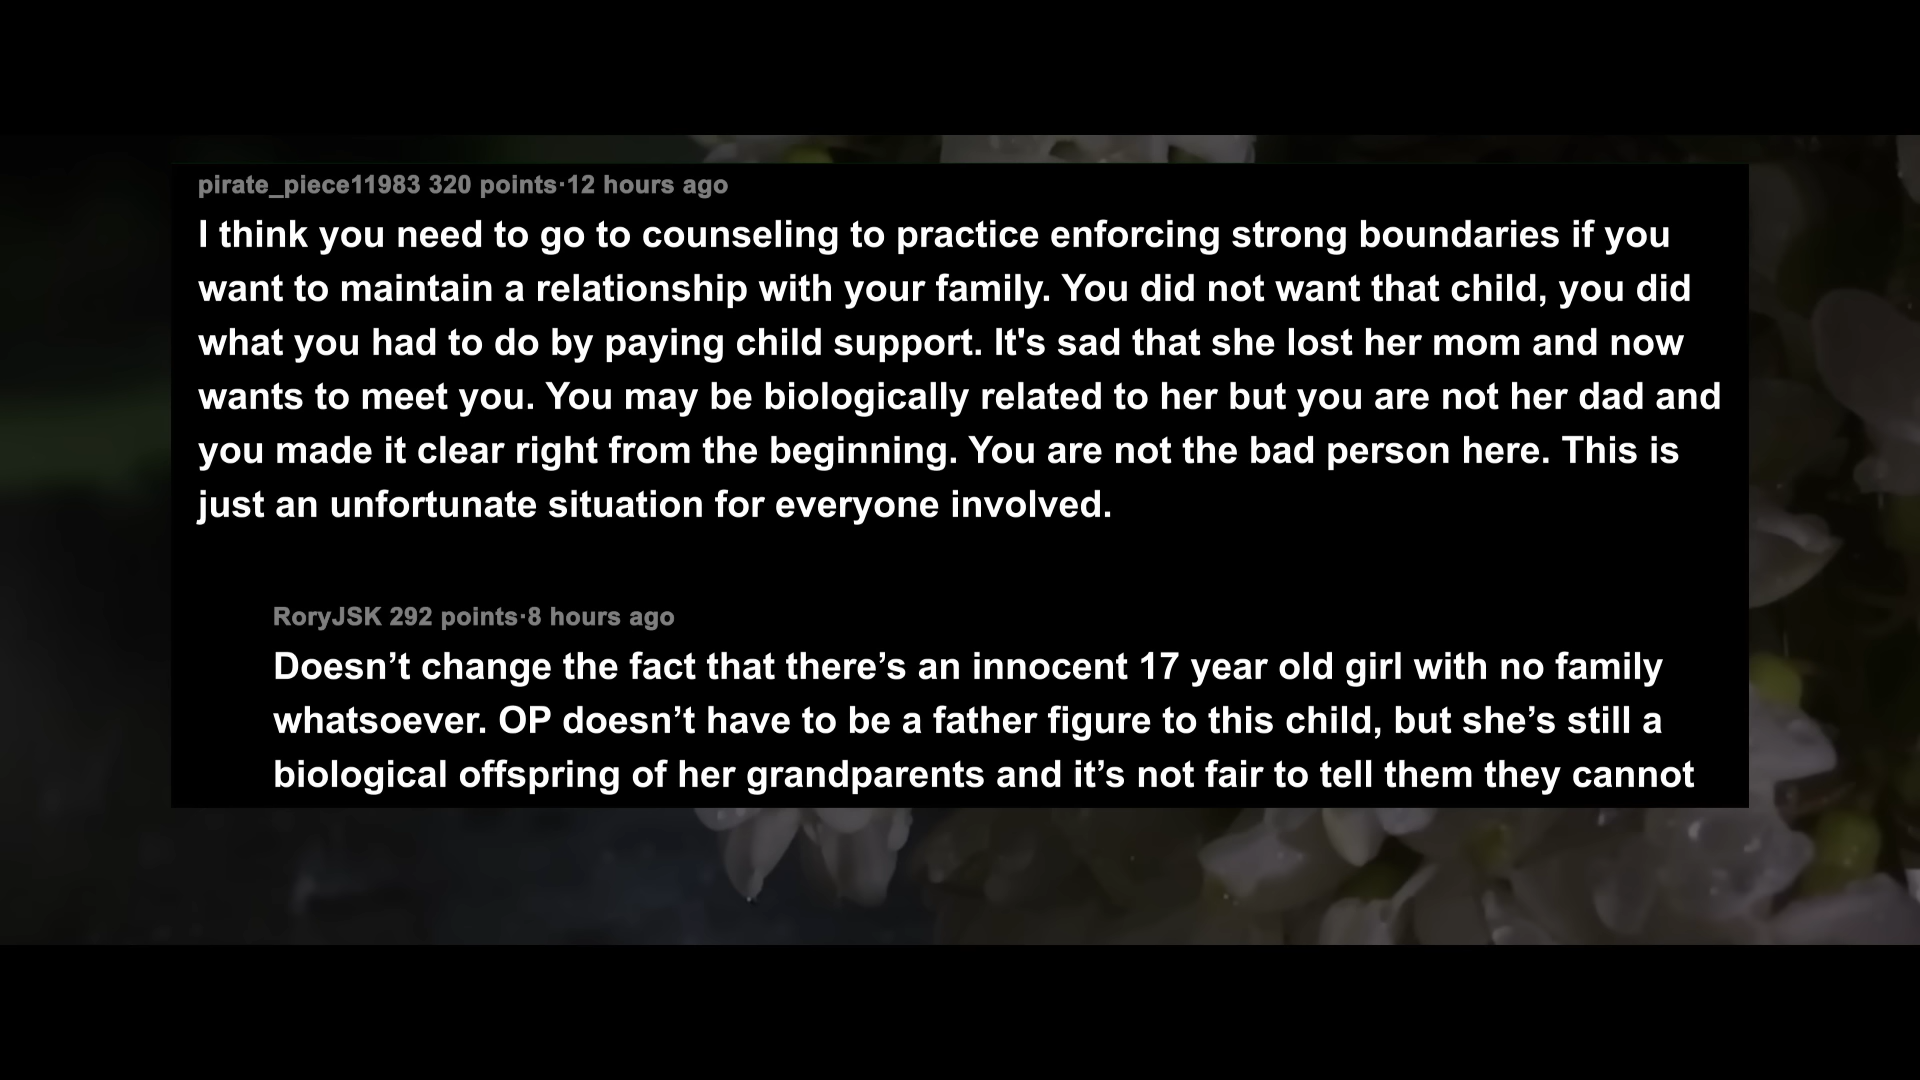 pirate_piece11983 320 points·12 hours ago
I think you need to go to counseling to practice enforcing strong boundaries if you
want to maintain a relationship with your family. You did not want that child, you did
what you had to do by paying child support. It's sad that she lost her mom and now
wants to meet you. You may be biologically related to her but you are not her dad and
you made it clear right from the beginning. You are not the bad person here. This is
just an unfortunate situation for everyone involved.
RoryJSK 292 points·8 hours ago
Doesn’t change the fact that there’s an innocent 17 year old girl with no family
whatsoever. OP doesn’t have to be a father figure to this child, but she’s still a
biological offspring of her grandparents and it’s not fair to tell them they cannot